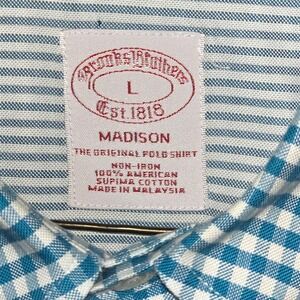 Brooks Brothers
L
Est. 1818
MADISON
THE ORIGINAL POLO SHIRT
NON-IRON
100% AMERICAN
SUPIMA COTTON
MADE IN MALAYSIA